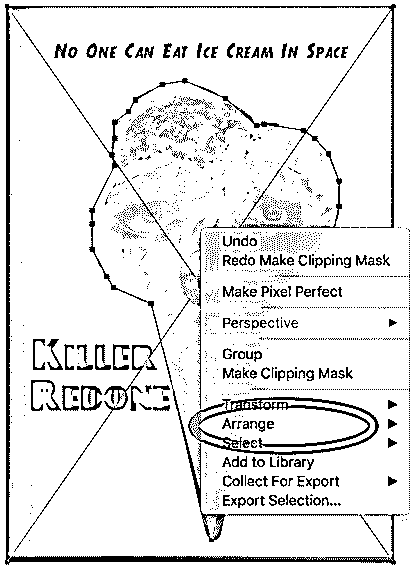 No One Can Eat Ice Cream In Space
Killer
Redone
Undo
Redo Make Clipping Mask
Make Pixel Perfect
Perspective
Group
Make Clipping Mask
Transform
Arrange
Select
Add to Library
Collect For Export
Export Selection...